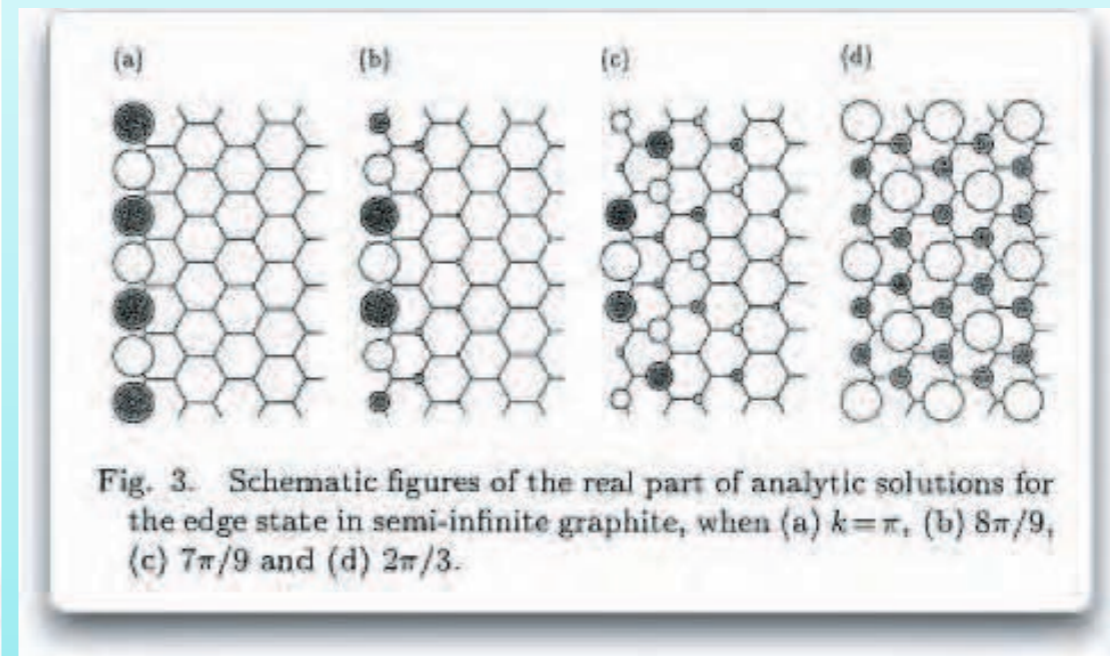 (a) (b) (c) (d)
Fig. 3. Schematic figures of the real part of analytic solutions for
the edge state in semi-infinite graphite, when (a) k=π, (b) 8π/9,
(c) 7π/9 and (d) 2π/3.